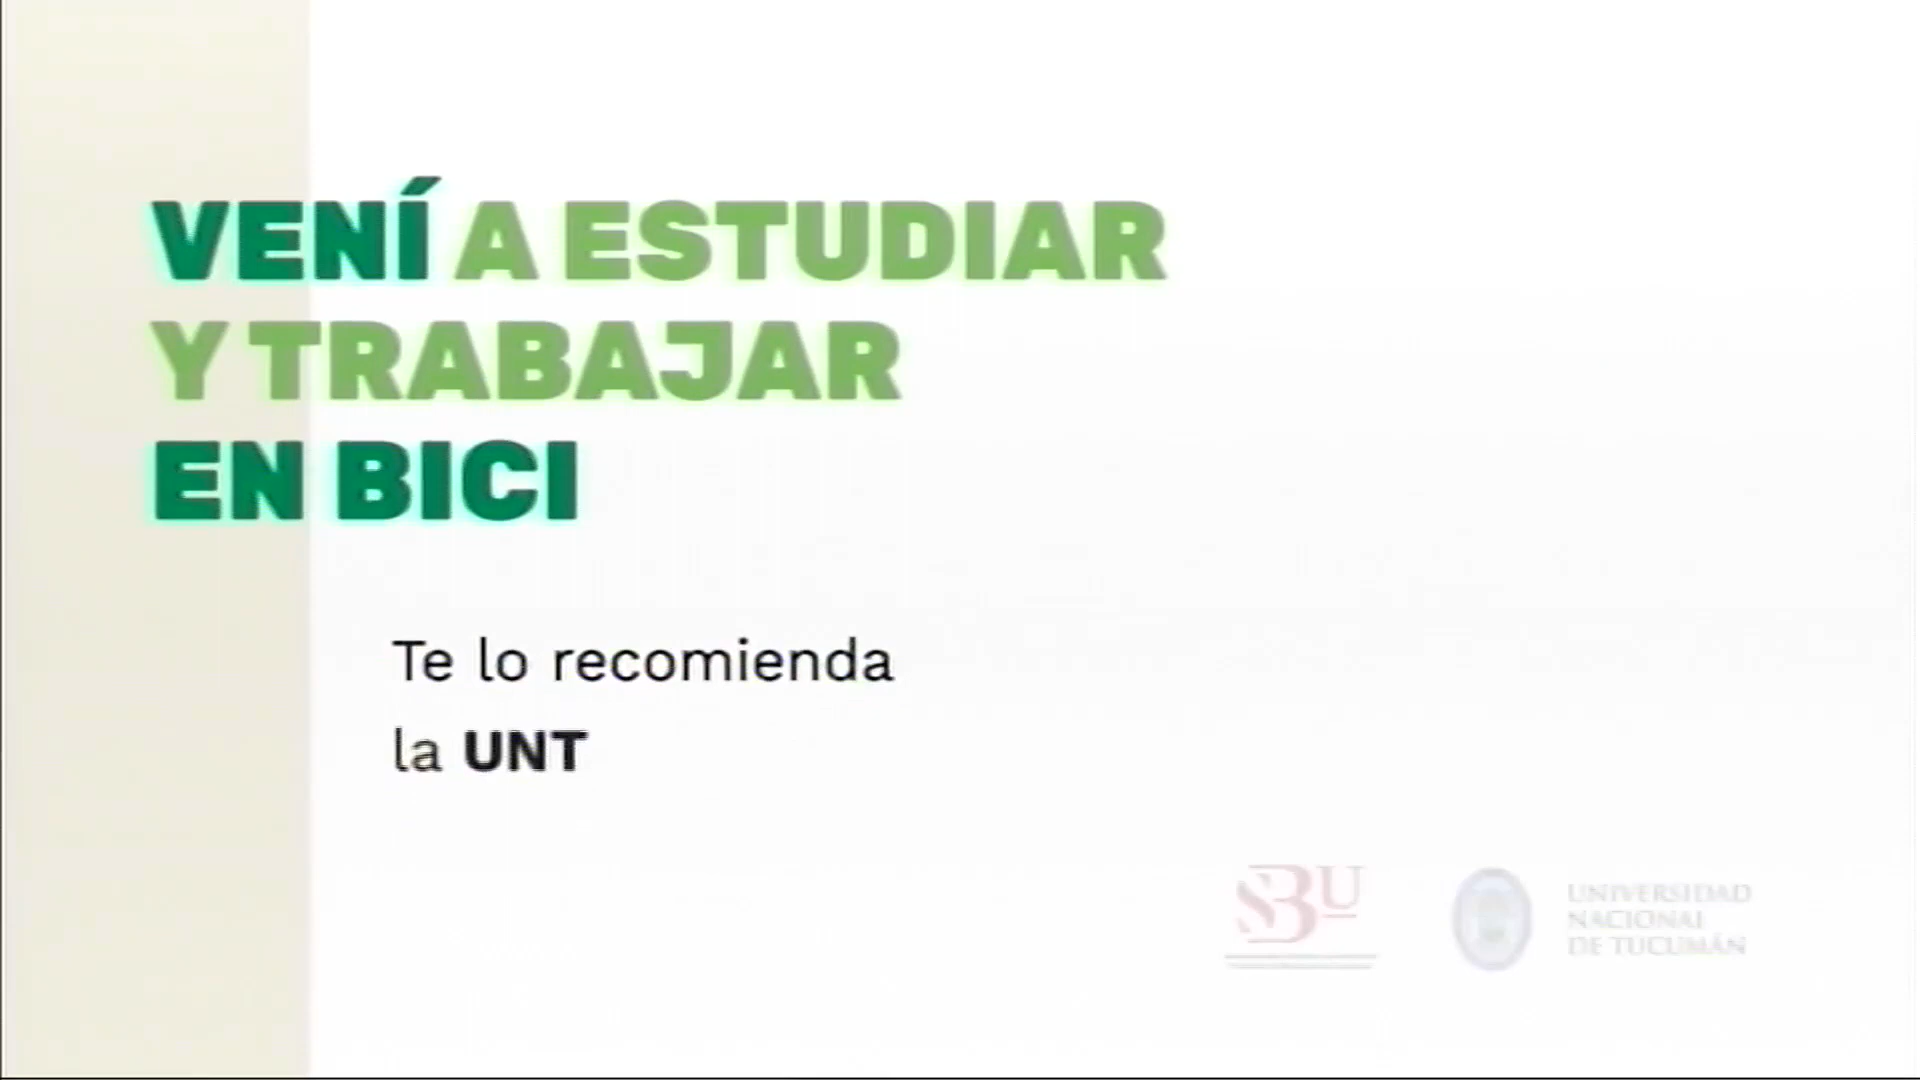 VENÍ A ESTUDIAR
Y TRABAJAR
EN BICI
Te lo recomienda
la UNT
SBU
UNIVERSIDAD
NACIONAL
DE TUCUMÁN